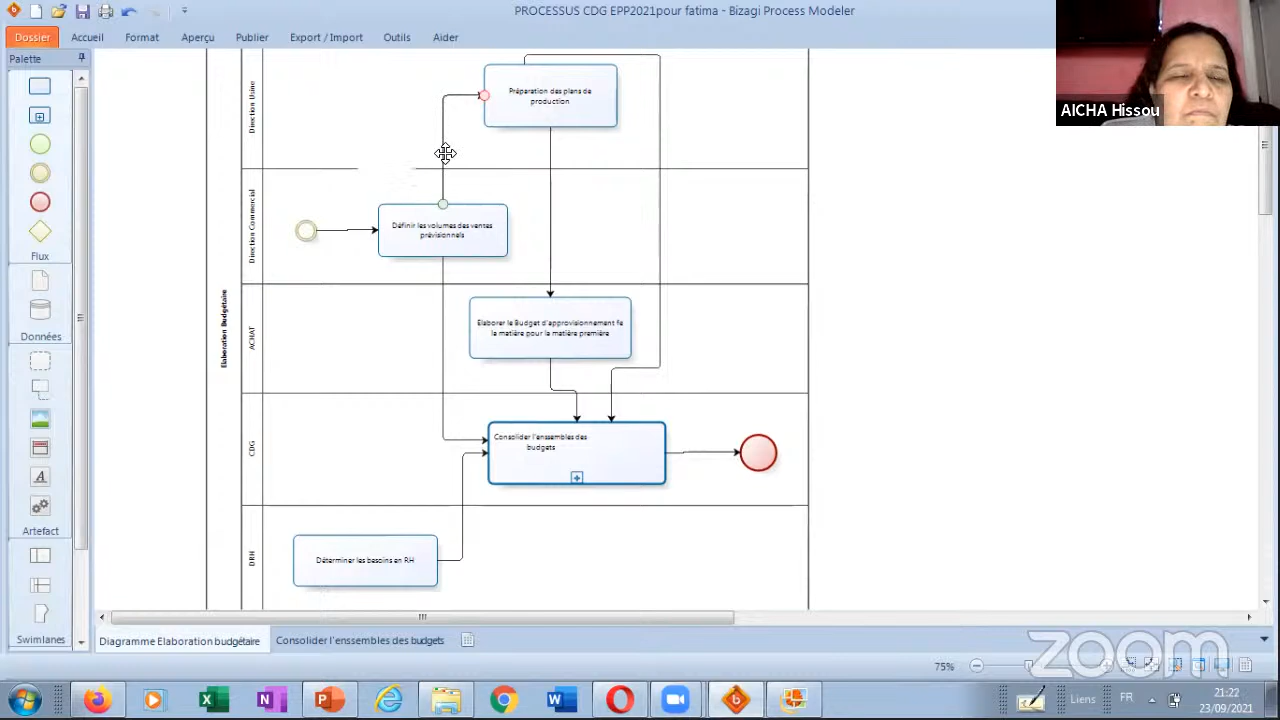 PROCESSUS CDG EPP2021pour fatima - Bizagi Process Modeler
Dossier Accueil Format Aperçu Publier Export / Import Outils Aider
Palette
Flux
Données
Artefact
Swimlanes
AICHA Hissou
Elaboration Budgétaire
Direction Usine
Préparation des plans de
production
Direction Commercial
Définir les volumes des ventes
prévisionnels
ACHAT
Elaborer le Budget d'approvisionnement fe
la matière pour la matière première
CDG
Consolider l'enssembles des
budgets
DRH
Déterminer les besoins en RH
Diagramme Elaboration budgétaire Consolider l'enssembles des budgets
zoom
75%
Liens FR 21:22
23/09/2021